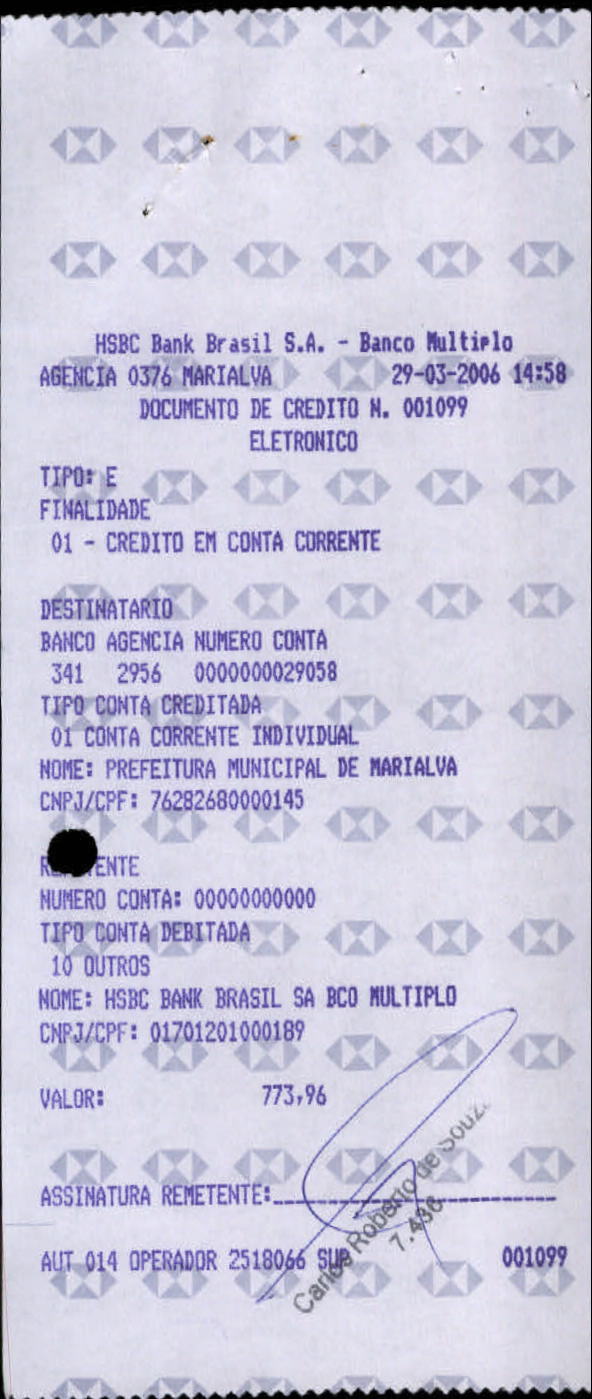 HSBC Bank Brasil S.A. - Banco Multiplo
AGENCIA 0376 MARIALVA 29-03-2006 14:58
DOCUMENTO DE CREDITO N. 001099
ELETRONICO
TIPO: E
FINALIDADE
01 - CREDITO EM CONTA CORRENTE
DESTINATARIO
BANCO AGENCIA NUMERO CONTA
341 2956 0000000029058
TIPO CONTA CREDITADA
01 CONTA CORRENTE INDIVIDUAL
NOME: PREFEITURA MUNICIPAL DE MARIALVA
CNPJ/CPF: 76282680000145
NUMERO CONTA: 00000000000
TIPO CONTA DEBITADA
10 OUTROS
NOME: HSBC BANK BRASIL SA BCO MULTIPLO
CNPJ/CPF: 01701201000189
VALOR: 773,96
ASSINATURA REMETENTE:
Carlos Roberto de Souza
7.436
AUT 014 OPERADOR 2518066 SUP 001099